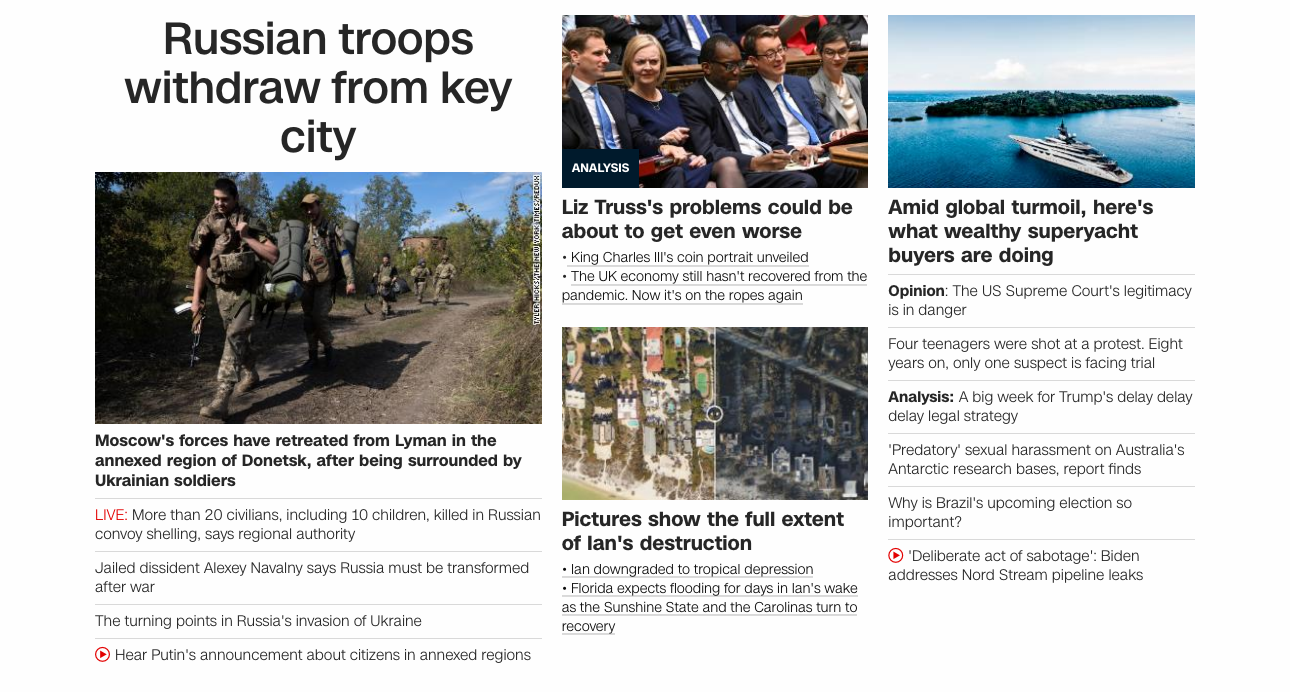 Russian troops
withdraw from key
city
TYLER HICKS/THE NEW YORK TIMES/REDUX
Moscow's forces have retreated from Lyman in the
annexed region of Donetsk, after being surrounded by
Ukrainian soldiers
LIVE: More than 20 civilians, including 10 children, killed in Russian
convoy shelling, says regional authority
Jailed dissident Alexey Navalny says Russia must be transformed
after war
The turning points in Russia's invasion of Ukraine
Hear Putin's announcement about citizens in annexed regions
ANALYSIS
Liz Truss's problems could be
about to get even worse
• King Charles III's coin portrait unveiled
• The UK economy still hasn't recovered from the
pandemic. Now it's on the ropes again
Pictures show the full extent
of Ian's destruction
• Ian downgraded to tropical depression
• Florida expects flooding for days in Ian's wake
as the Sunshine State and the Carolinas turn to
recovery
Amid global turmoil, here's
what wealthy superyacht
buyers are doing
Opinion: The US Supreme Court's legitimacy
is in danger
Four teenagers were shot at a protest. Eight
years on, only one suspect is facing trial
Analysis: A big week for Trump's delay delay
delay legal strategy
'Predatory' sexual harassment on Australia's
Antarctic research bases, report finds
Why is Brazil's upcoming election so
important?
'Deliberate act of sabotage': Biden
addresses Nord Stream pipeline leaks